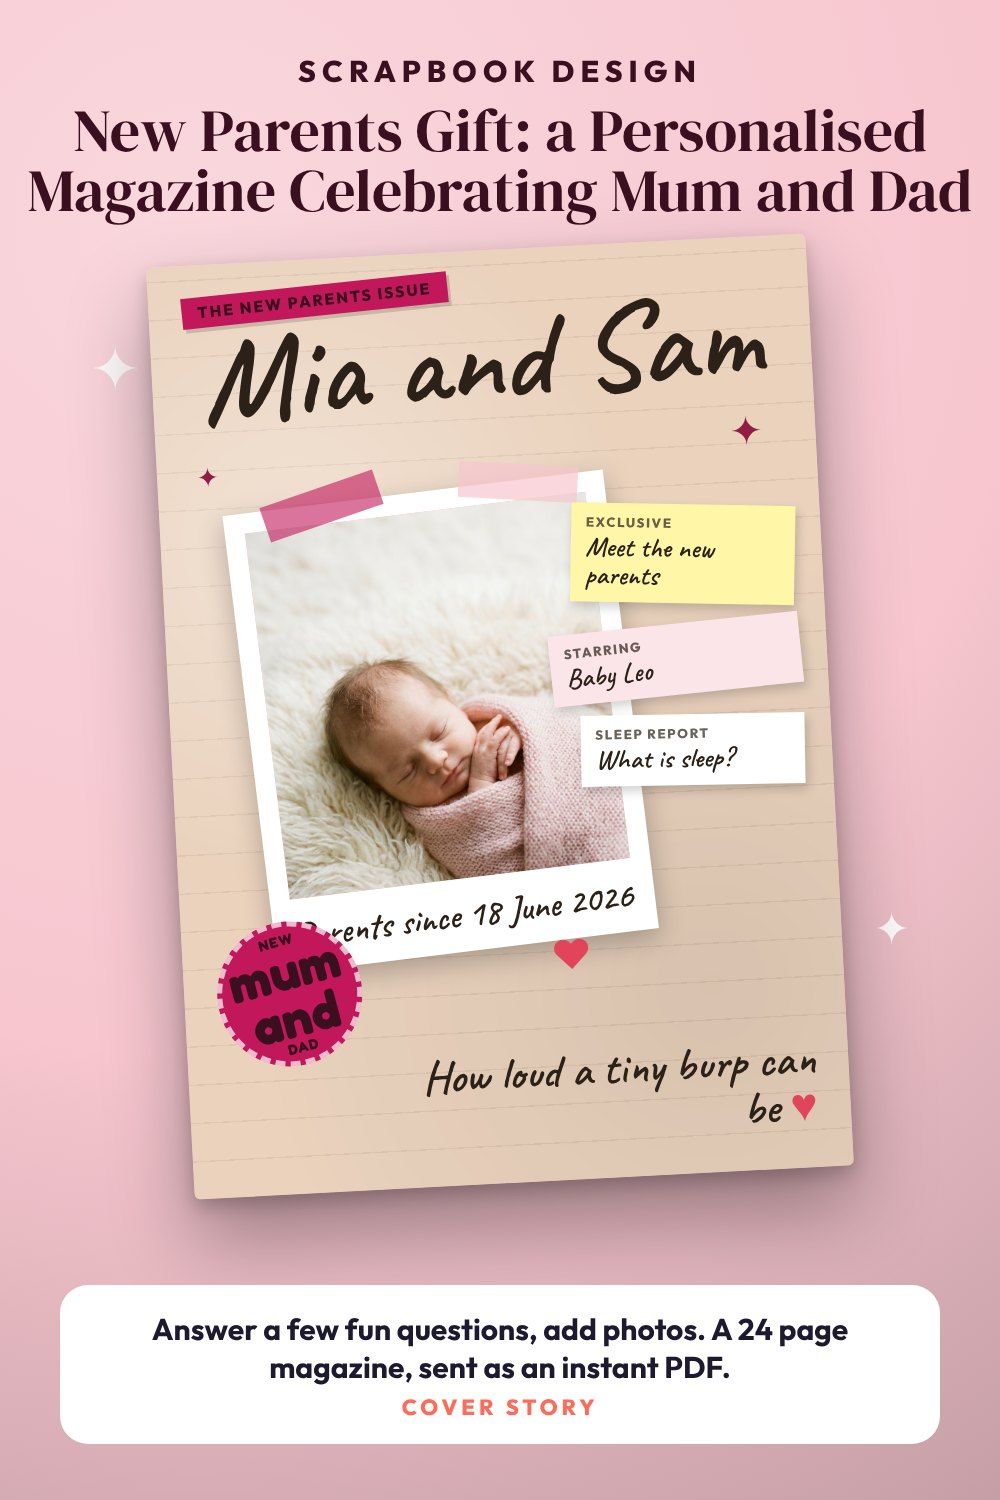 SCRAPBOOK DESIGN
New Parents Gift: a Personalised
Magazine Celebrating Mum and Dad
THE NEW PARENTS ISSUE
Mia and Sam
EXCLUSIVE
Meet the new
parents
STARRING
Baby Leo
SLEEP REPORT
What is sleep?
Parents since 18 June 2026
NEW
mum
and
DAD
How loud a tiny burp can
be ♥
Answer a few fun questions, add photos. A 24 page
magazine, sent as an instant PDF.
COVER STORY